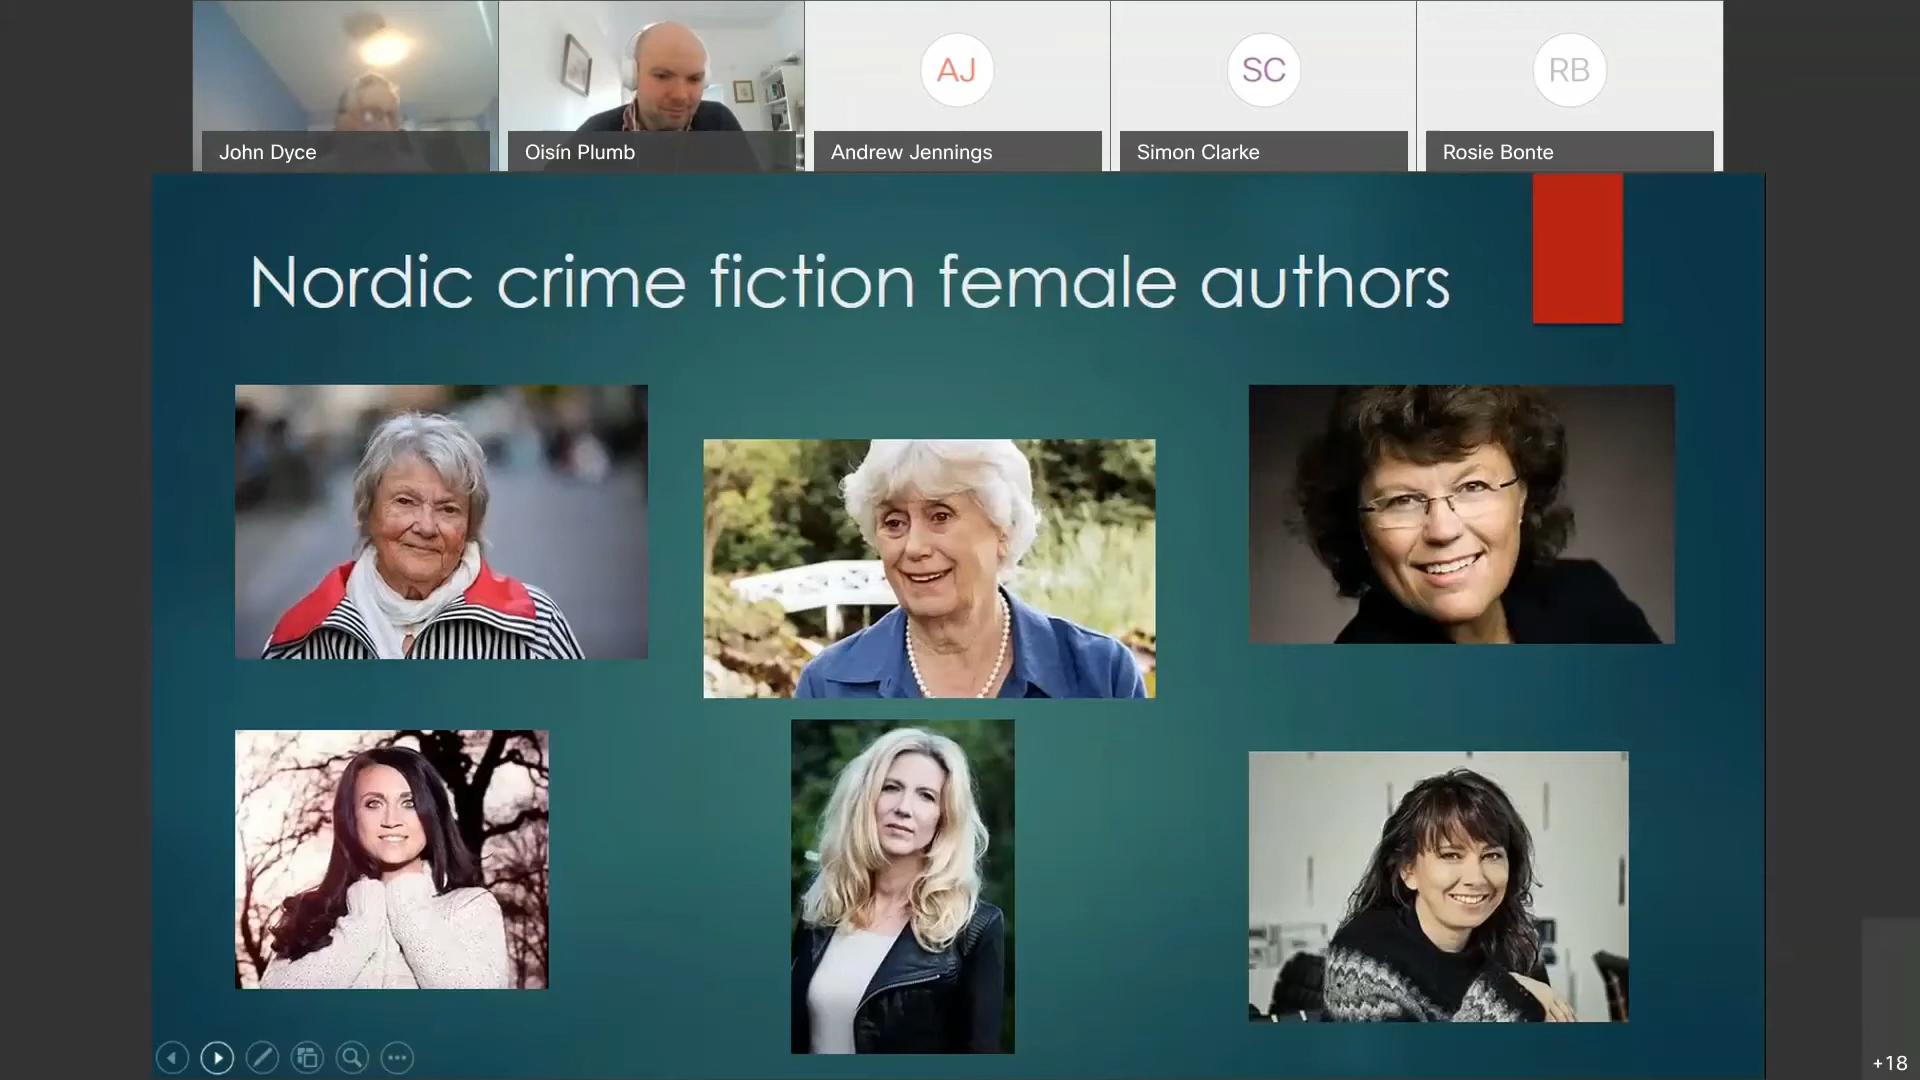 AJ
SC
RB
John Dyce
Oisín Plumb
Andrew Jennings
Simon Clarke
Rosie Bonte
Nordic crime fiction female authors
+18